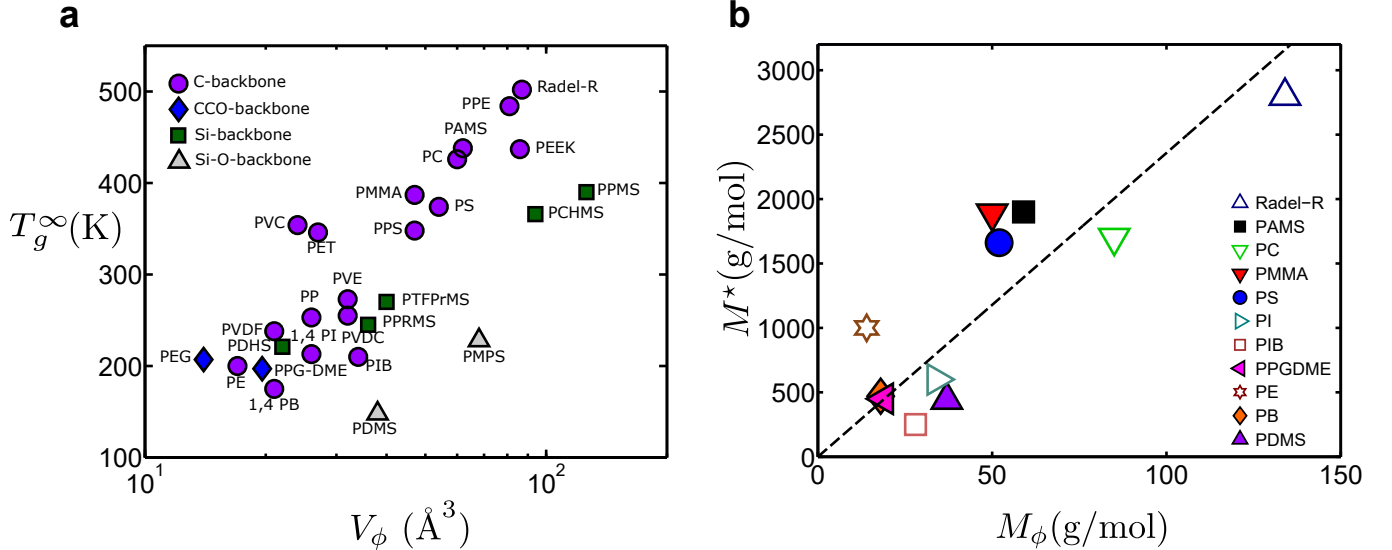 a
500
400
300
200
100
T_g^∞(K)
10^1
10^2
V_ϕ (Å^3)
C-backbone
CCO-backbone
Si-backbone
Si-O-backbone
Radel-R
PPE
PAMS
PC
PEEK
PMMA
PS
PPMS
PCHMS
PVC
PPS
PET
PVE
PP
PTFPrMS
PPRMS
PVDF
1,4 PI
PVDC
PDHS
PEG
PE
PPG-DME
PIB
PMPS
1,4 PB
PDMS
b
3000
2500
2000
1500
1000
500
0
M^⋆(g/mol)
0
50
100
150
M_ϕ(g/mol)
Radel−R
PAMS
PC
PMMA
PS
PI
PIB
PPGDME
PE
PB
PDMS